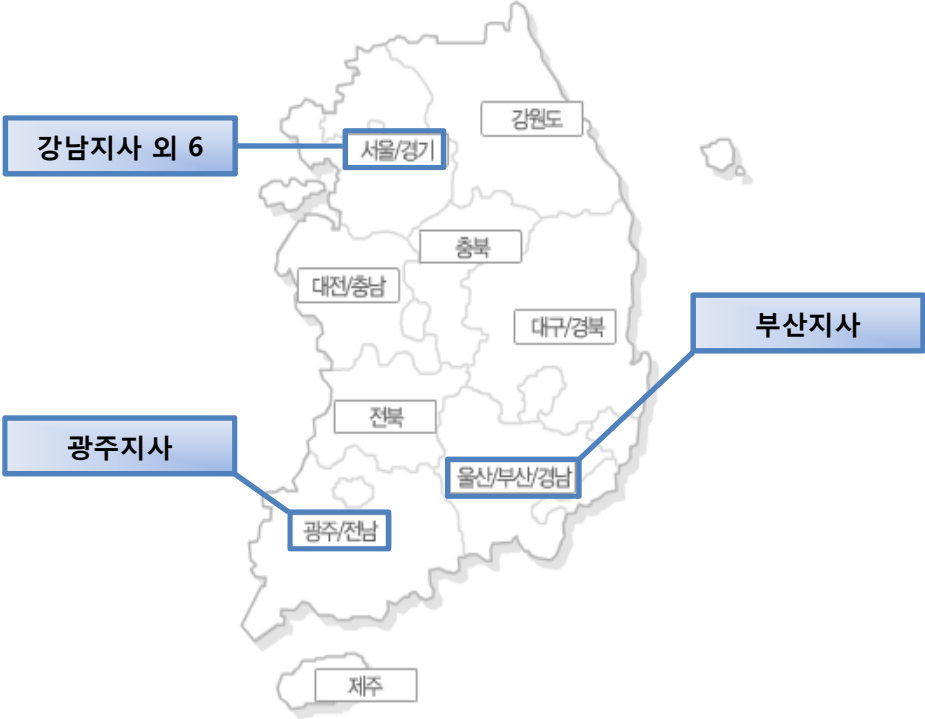 강원도
강남지사 외 6
서울/경기
충북
대전/충남
대구/경북
부산지사
전북
광주지사
울산/부산/경남
광주/전남
제주